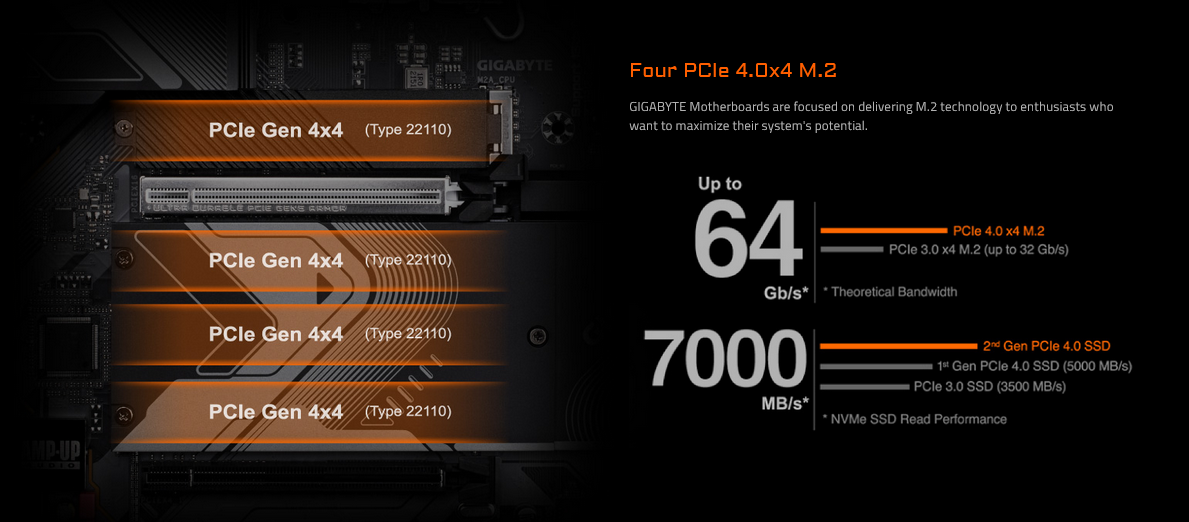 GIGABYTE
M2A_CPU
PCIe Gen 4x4 (Type 22110)
ULTRA DURABLE PCIE GEN5 ARMOR
PCIe Gen 4x4 (Type 22110)
PCIe Gen 4x4 (Type 22110)
PCIe Gen 4x4 (Type 22110)
AMP-UP
AUDIO
Four PCIe 4.0x4 M.2
GIGABYTE Motherboards are focused on delivering M.2 technology to enthusiasts who
want to maximize their system's potential.
Up to
64
Gb/s*
PCIe 4.0 x4 M.2
PCIe 3.0 x4 M.2 (up to 32 Gb/s)
* Theoretical Bandwidth
7000
MB/s*
2nd Gen PCIe 4.0 SSD
1st Gen PCIe 4.0 SSD (5000 MB/s)
PCIe 3.0 SSD (3500 MB/s)
* NVMe SSD Read Performance